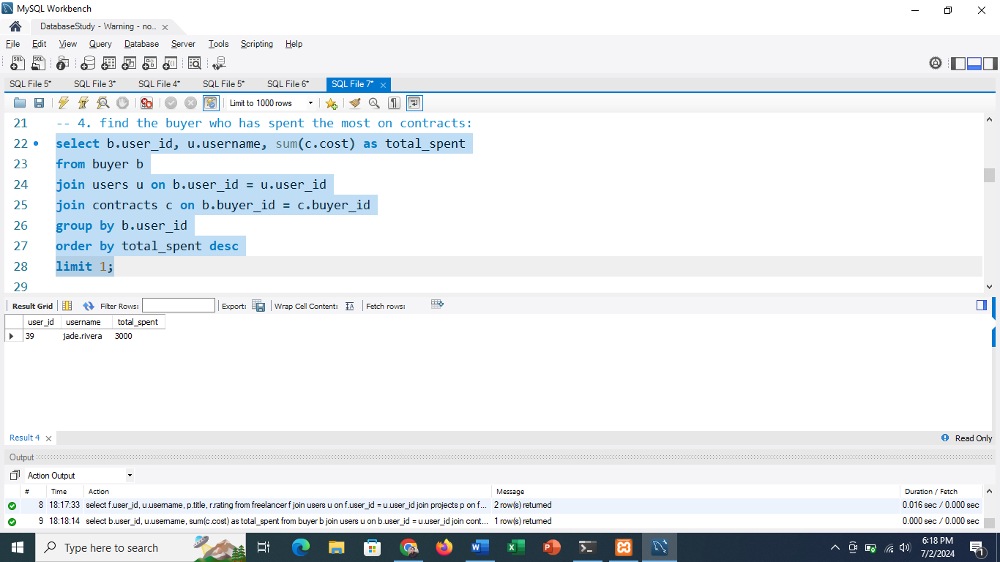 MySQL Workbench
DatabaseStudy - Warning - no...
File Edit View Query Database Server Tools Scripting Help
SQL File 5* SQL File 3* SQL File 4* SQL File 5* SQL File 6* SQL File 7*
Limit to 1000 rows
21 -- 4. find the buyer who has spent the most on contracts:
22 select b.user_id, u.username, sum(c.cost) as total_spent
23 from buyer b
24 join users u on b.user_id = u.user_id
25 join contracts c on b.buyer_id = c.buyer_id
26 group by b.user_id
27 order by total_spent desc
28 limit 1;
29
Result Grid Filter Rows: Export: Wrap Cell Content: Fetch rows:
user_id username total_spent
39 jade.rivera 3000
Result 4 Read Only
Output
Action Output
# Time Action Message Duration / Fetch
8 18:17:33 select f.user_id, u.username, p.title, r.rating from freelancer f join users u on f.user_id = u.user_id join projects p on f... 2 row(s) returned 0.016 sec / 0.000 sec
9 18:18:14 select b.user_id, u.username, sum(c.cost) as total_spent from buyer b join users u on b.user_id = u.user_id join cont... 1 row(s) returned 0.000 sec / 0.000 sec
Type here to search
6:18 PM
7/2/2024
1